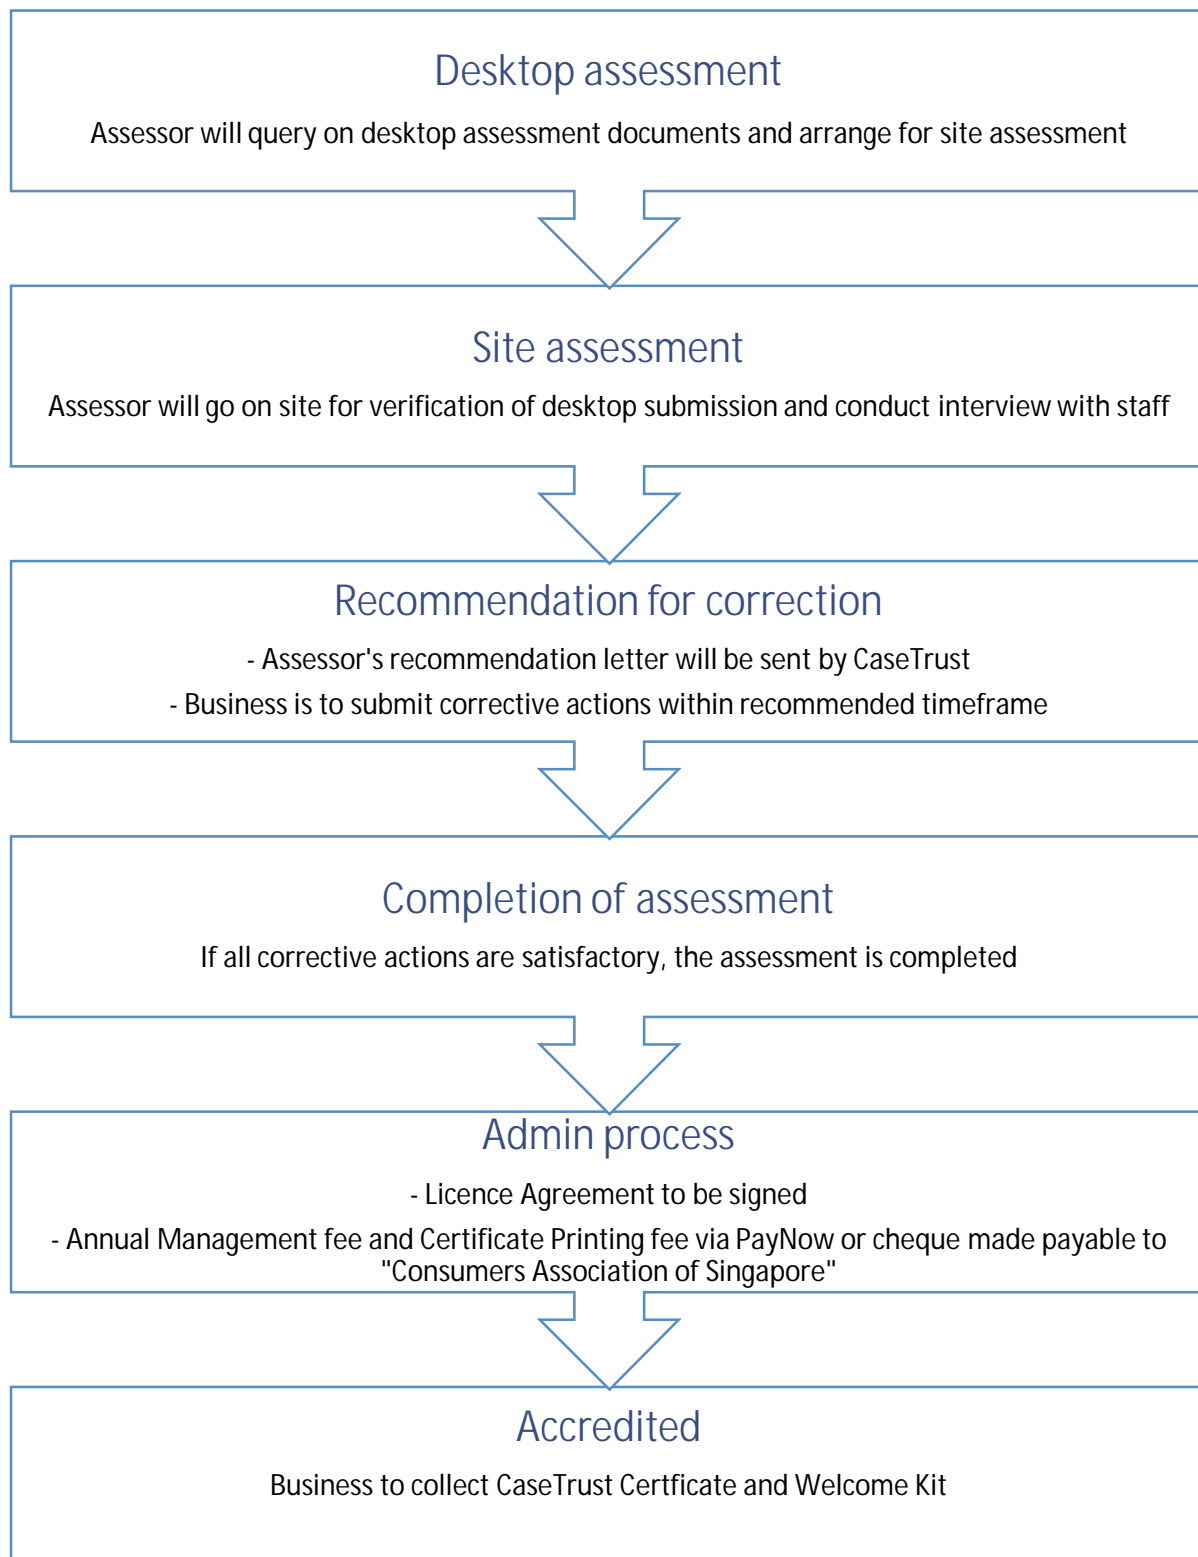 Desktop assessment
Assessor will query on desktop assessment documents and arrange for site assessment
Site assessment
Assessor will go on site for verification of desktop submission and conduct interview with staff
Recommendation for correction
- Assessor's recommendation letter will be sent by CaseTrust
- Business is to submit corrective actions within recommended timeframe
Completion of assessment
If all corrective actions are satisfactory, the assessment is completed
Admin process
- Licence Agreement to be signed
- Annual Management fee and Certificate Printing fee via PayNow or cheque made payable to
"Consumers Association of Singapore"
Accredited
Business to collect CaseTrust Certficate and Welcome Kit